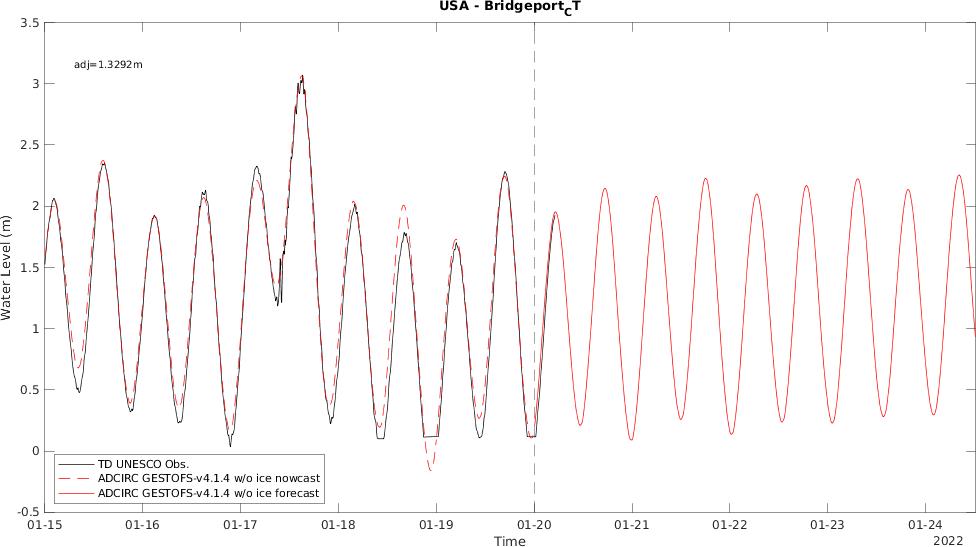 USA - Bridgeport_CT
adj=1.3292m
3.5
3
2.5
2
1.5
1
0.5
0
-0.5
Water Level (m)
TD UNESCO Obs.
ADCIRC GESTOFS-v4.1.4 w/o ice nowcast
ADCIRC GESTOFS-v4.1.4 w/o ice forecast
01-15 01-16 01-17 01-18 01-19 01-20 01-21 01-22 01-23 01-24
Time
2022